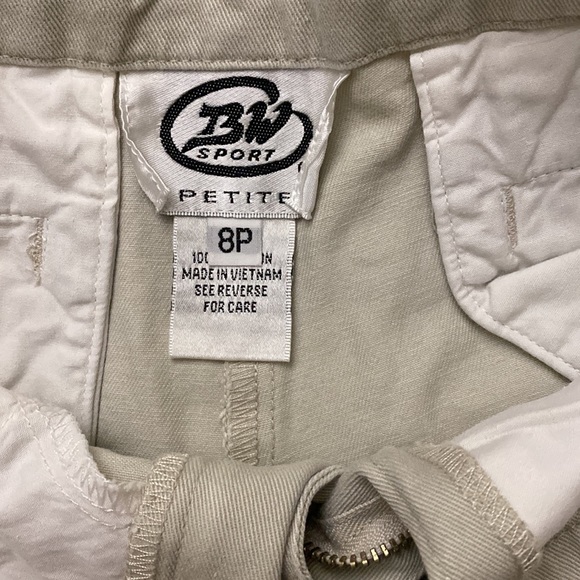 BW
SPORT
PETITE
8P
MADE IN VIETNAM
SEE REVERSE
FOR CARE